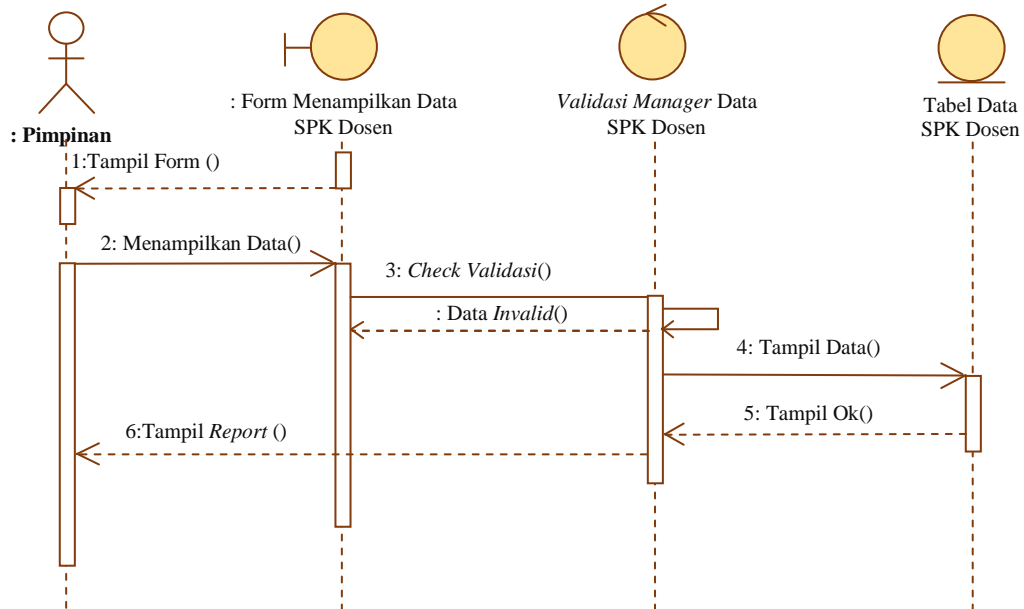 : Pimpinan
: Form Menampilkan Data
SPK Dosen
Validasi Manager Data
SPK Dosen
Tabel Data
SPK Dosen
1:Tampil Form ()
2: Menampilkan Data()
3: Check Validasi()
: Data Invalid()
4: Tampil Data()
5: Tampil Ok()
6:Tampil Report ()